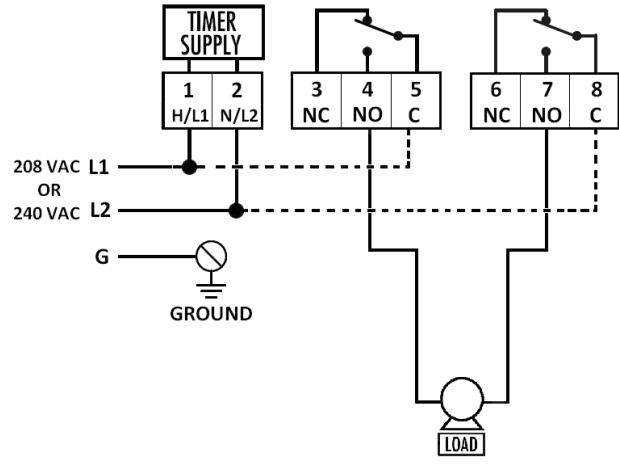 TIMER
SUPPLY
1 2 3 4 5 6 7 8
H/L1 N/L2 NC NO C NC NO C
208 VAC L1
OR
240 VAC L2
G
GROUND
LOAD